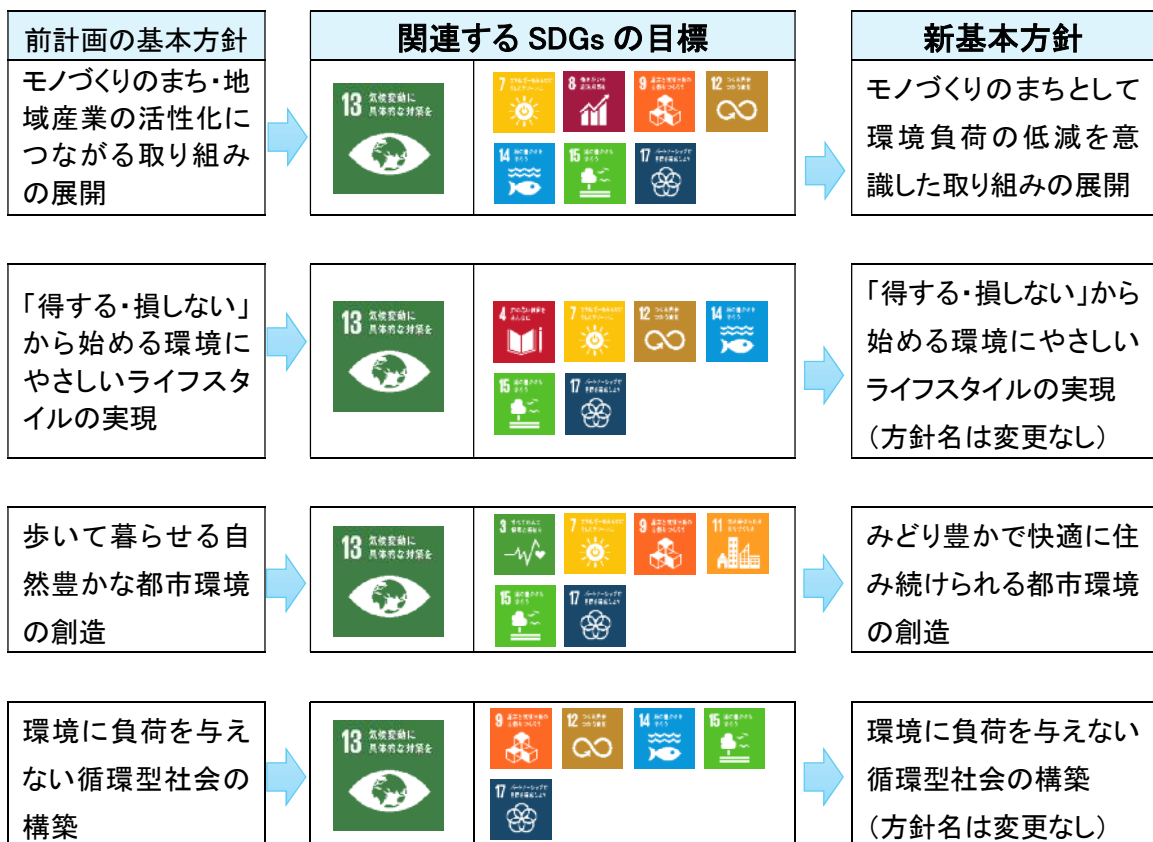 前計画の基本方針
関連する SDGs の目標
新基本方針
モノづくりのまち・地
域産業の活性化に
つながる取り組み
の展開
13 気候変動に
具体的な対策を
7
8
9
12
14
15
17
モノづくりのまちとして
環境負荷の低減を意
識した取り組みの展開
「得する・損しない」
から始める環境に
やさしいライフスタ
イルの実現
13 気候変動に
具体的な対策を
4
7
12
14
15
17
「得する・損しない」から
始める環境にやさしい
ライフスタイルの実現
（方針名は変更なし）
歩いて暮らせる自
然豊かな都市環境
の創造
13 気候変動に
具体的な対策を
3
7
9
11
15
17
みどり豊かで快適に住
み続けられる都市環境
の創造
環境に負荷を与え
ない循環型社会の
構築
13 気候変動に
具体的な対策を
9
12
14
15
17
環境に負荷を与えない
循環型社会の構築
（方針名は変更なし）